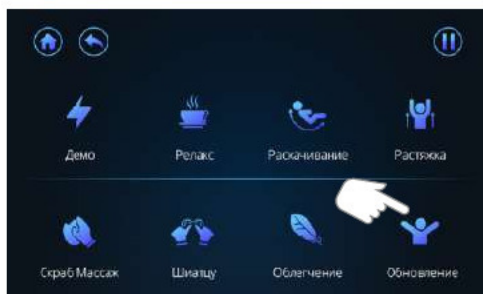 Демо Релакс Раскачивание Растяжка
Скраб Массаж Шиатцу Облегчение Обновление